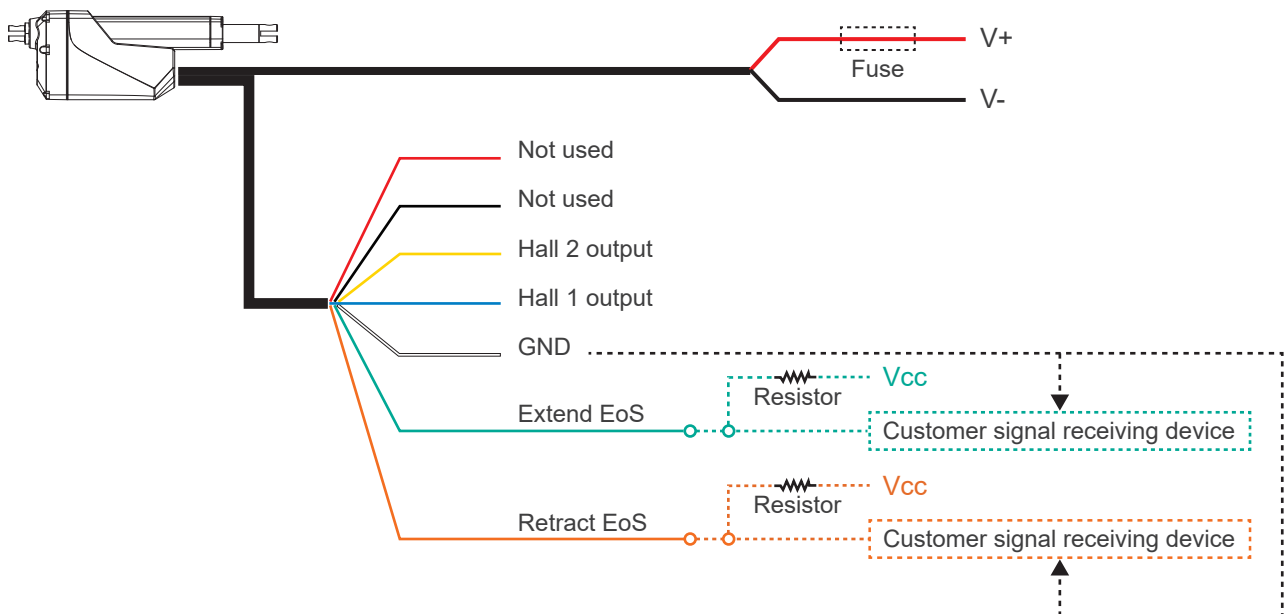 V+
Fuse
V-
Not used
Not used
Hall 2 output
Hall 1 output
GND
Vcc
Resistor
Extend EoS
Customer signal receiving device
Vcc
Resistor
Retract EoS
Customer signal receiving device